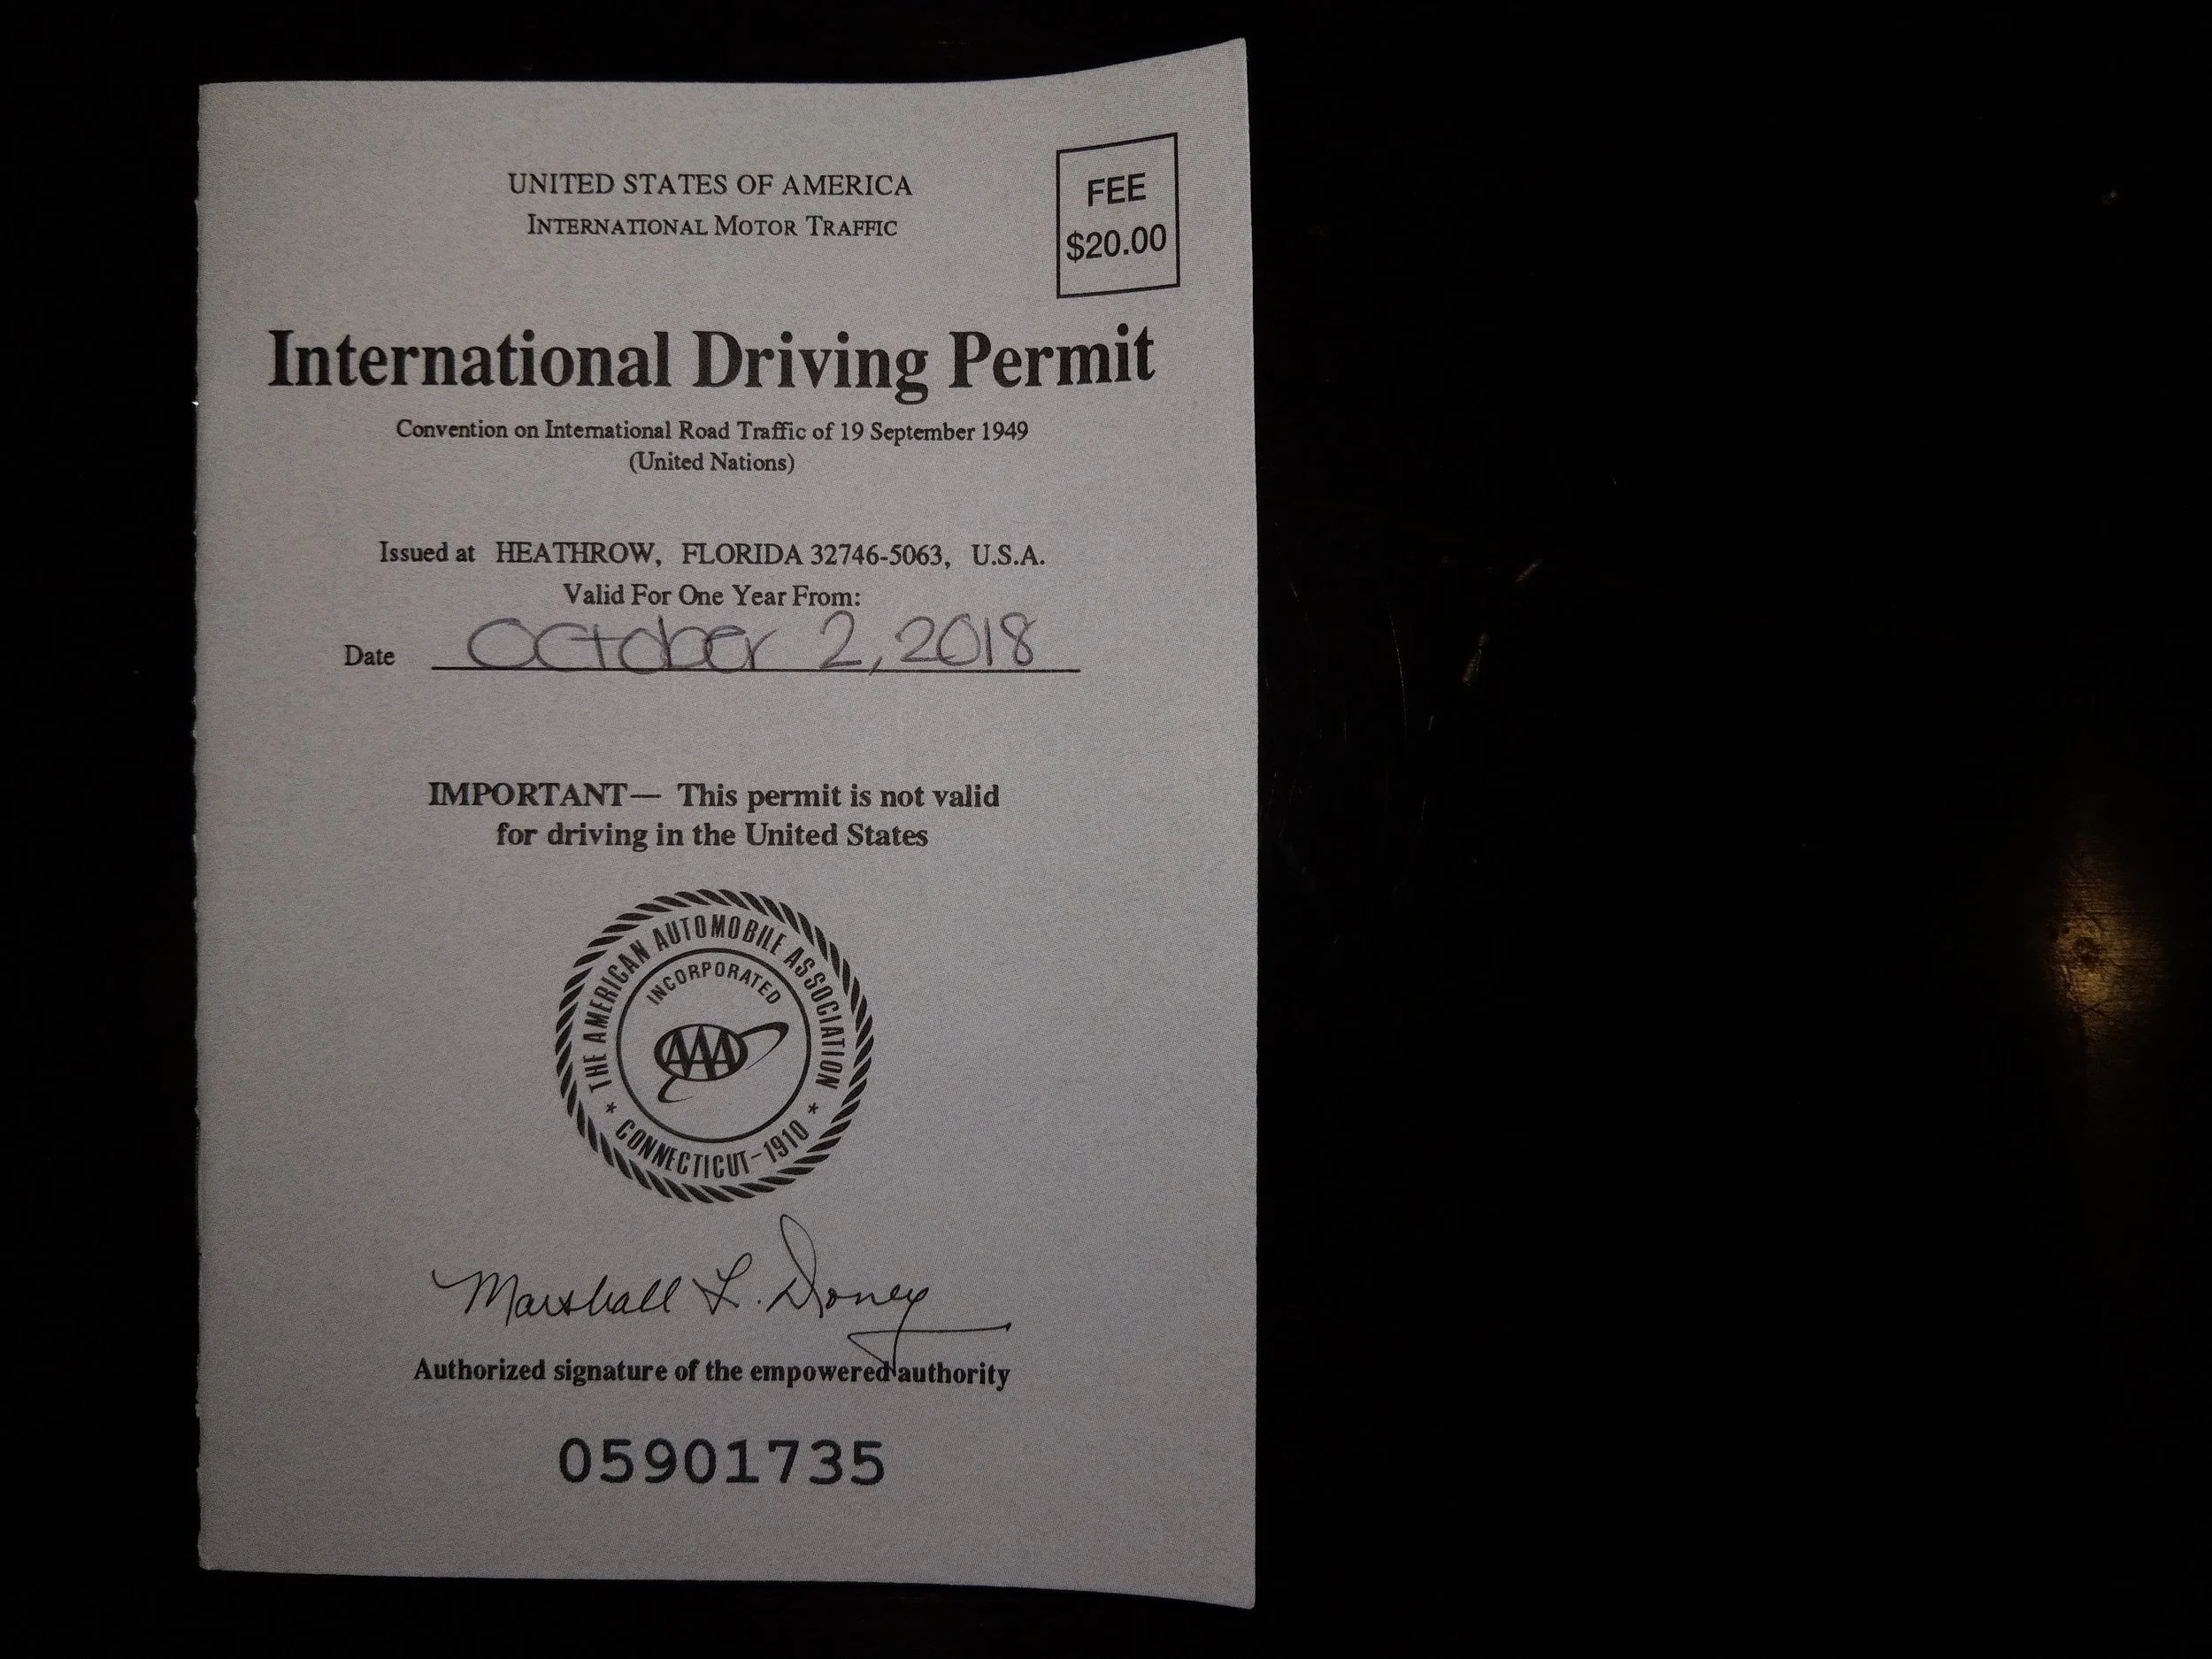 UNITED STATES OF AMERICA
INTERNATIONAL MOTOR TRAFFIC
FEE
$20.00
International Driving Permit
Convention on International Road Traffic of 19 September 1949
(United Nations)
Issued at HEATHROW, FLORIDA 32746-5063, U.S.A.
Valid For One Year From:
Date October 2, 2018
IMPORTANT— This permit is not valid
for driving in the United States
THE AMERICAN AUTOMOBILE ASSOCIATION
INCORPORATED
AAA
* CONNECTICUT-1910 *
Marshall L. Doney
Authorized signature of the empowered authority
05901735